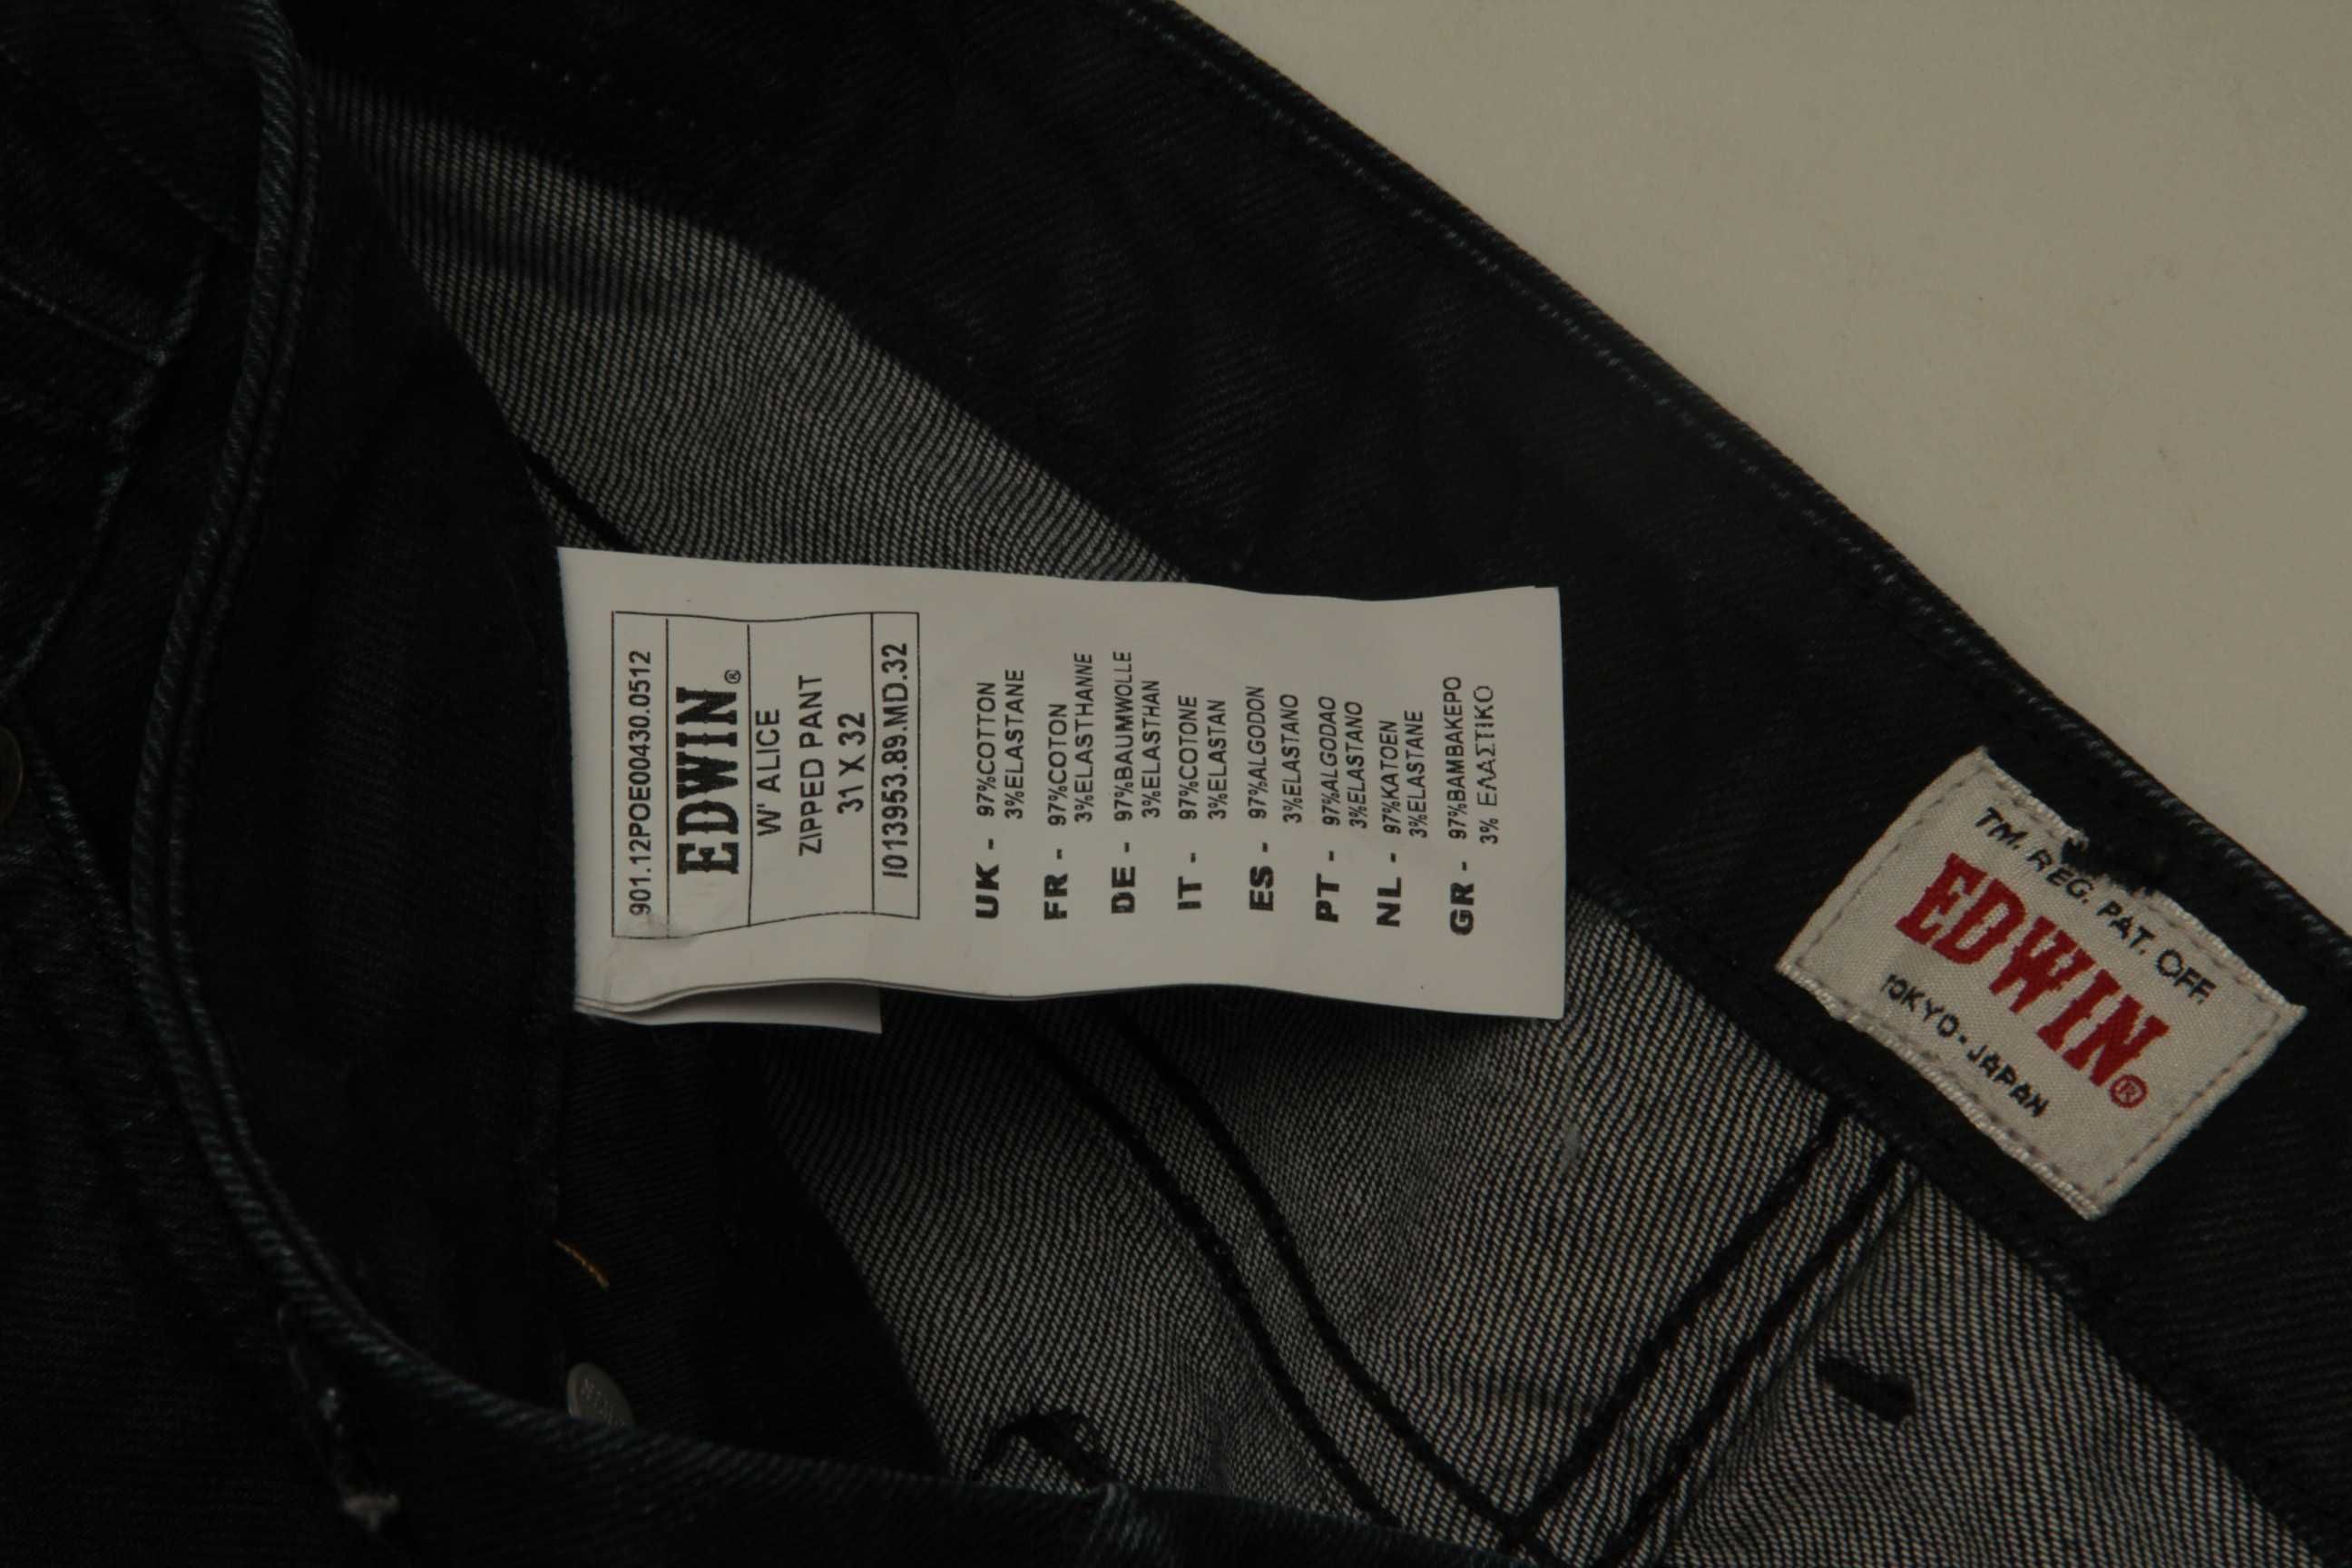 901.12POE00430.0512
EDWIN®
W' ALICE
ZIPPED PANT
31 X 32
I013953.89.MD.32
UK - 97%COTTON
3%ELASTANE
FR - 97%COTON
3%ELASTHANNE
DE - 97%BAUMWOLLE
3%ELASTHAN
IT - 97%COTONE
3%ELASTAN
ES - 97%ALGODON
3%ELASTANO
PT - 97%ALGODAO
3%ELASTANO
NL - 97%KATOEN
3%ELASTANE
GR - 97%ΒΑΜΒΑΚΕΡΟ
3% ΕΛΑΣΤΙΚΟ
TM. REG. PAT. OFF.
EDWIN®
TOKYO-JAPAN